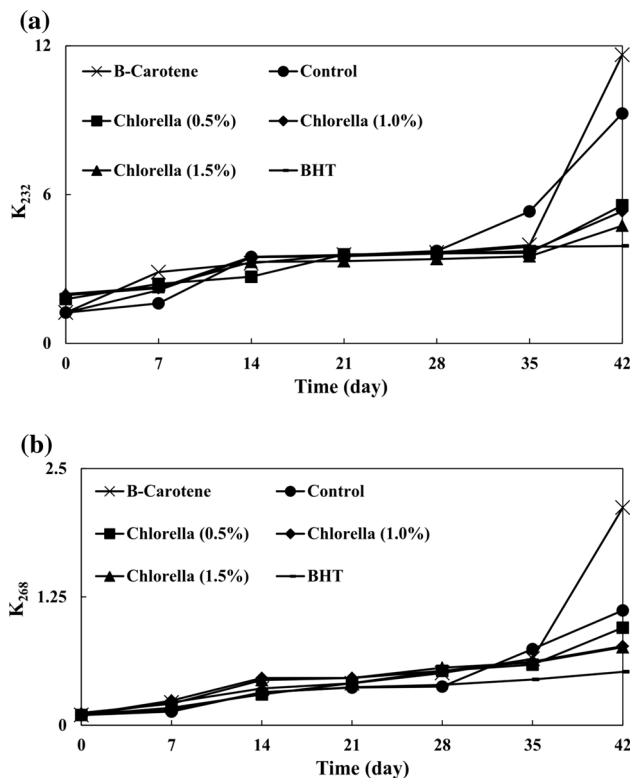 (a)
12
B-Carotene Control
Chlorella (0.5%) Chlorella (1.0%)
Chlorella (1.5%) BHT
K₂₃₂
6
0
0 7 14 21 28 35 42
Time (day)
(b)
2.5
B-Carotene Control
Chlorella (0.5%) Chlorella (1.0%)
Chlorella (1.5%) BHT
K₂₆₈
1.25
0
0 7 14 21 28 35 42
Time (day)